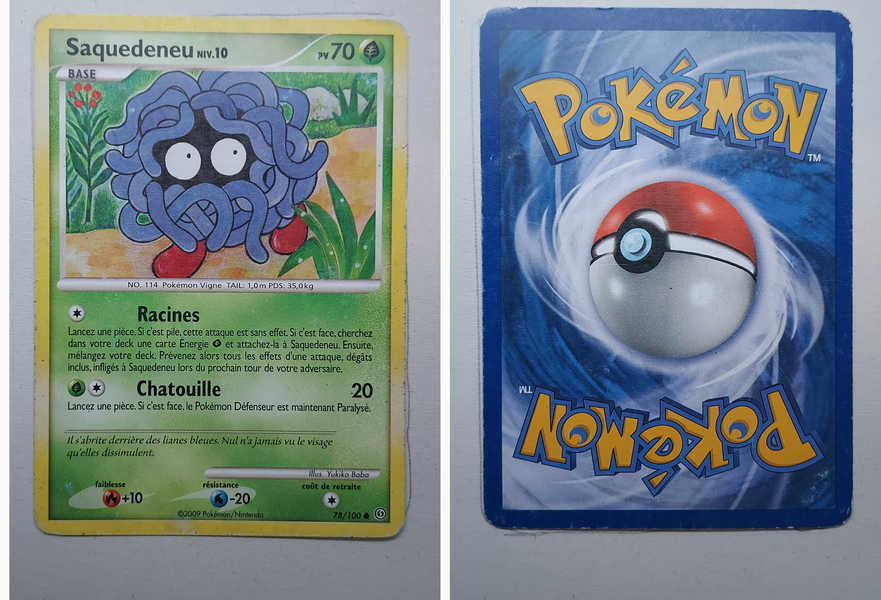 Saquedeneu NIV.10 PV 70
BASE
NO. 114 Pokémon Vigne TAIL: 1,0m PDS: 35,0kg
Racines
Lancez une pièce. Si c'est pile, cette attaque est sans effet. Si c'est face, cherchez
dans votre deck une carte Énergie et attachez-la à Saquedeneu. Ensuite,
mélangez votre deck. Prévenez alors tous les effets d'une attaque, dégâts
inclus, infligés à Saquedeneu lors du prochain tour de votre adversaire.
Chatouille 20
Lancez une pièce. Si c'est face, le Pokémon Défenseur est maintenant Paralysé.
Il s'abrite derrière des lianes bleues. Nul n'a jamais vu le visage
qu'elles dissimulent.
Illus. Yukiko Baba
faiblesse résistance coût de retraite
+10 -20
©2009 Pokémon/Nintendo 78/100
POKéMON
TM
TM
POKéMON